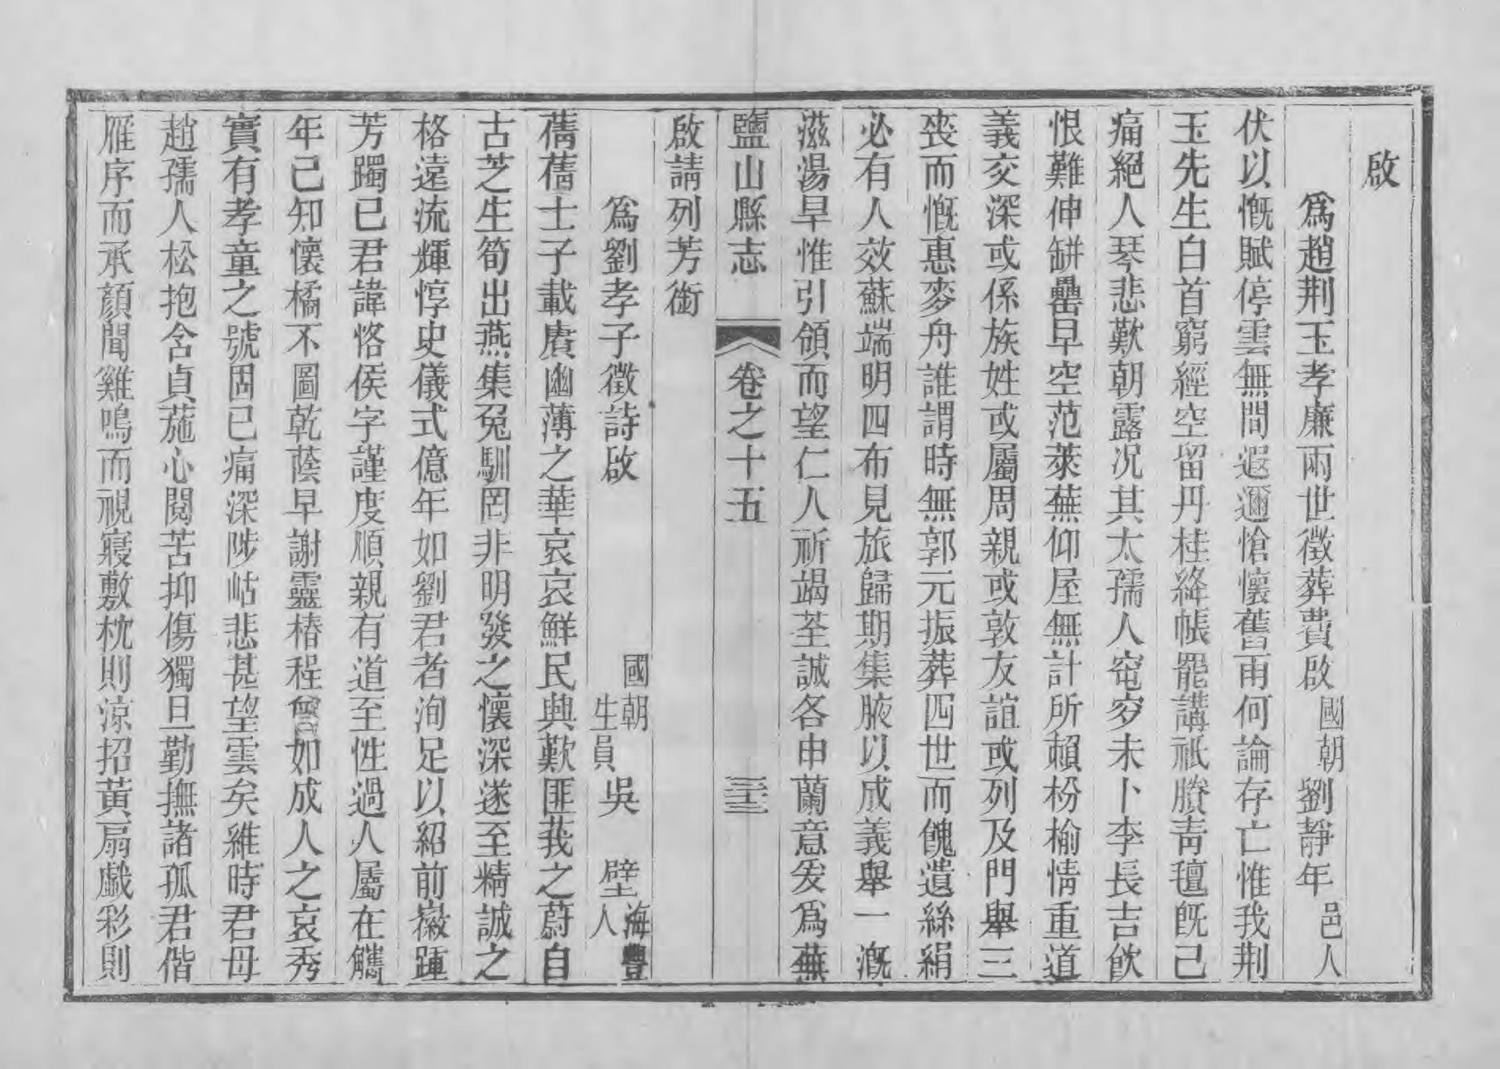 啟
爲趙荆玉孝廉兩世徵葬費啟國朝劉靜年邑人
伏以慨賦停雲無間遐邇愴懷舊雨何論存亡惟我荆
玉先生白首窮經空留丹桂絳帳罷講祇賸靑氊旣已
痛絕人琴悲歎朝露况其太孺人窀穸未卜李長吉飮
恨難伸缾罍早空范萊蕪仰屋無計所賴枌榆情重道
義交深或係族姓或屬周親或敦友誼或列及門舉三
喪而慨惠麥舟誰謂時無郭元振葬四世而餽遺絲絹
必有人效蘇端明四布見旅歸期集腋以成義舉一漑
滋湯旱惟引領而望仁人祈竭荃誠各申蘭意爰爲蕪
鹽山縣志
卷之十五
三十三
啟請列芳銜
爲劉孝子徵詩啟
國朝生員吳　壁海豐人
蒨蒨士子載賡幽薄之華哀哀鮮民興歎匪莪之蔚自
古芝生筍出燕集兔馴罔非明發之懷深遂至精誠之
格遠流輝惇史儀式億年如劉君者洵足以紹前徽踵
芳躅已君諱恪侯字謹度順親有道至性過人屬在觿
年已知懷橘不圖乾蔭早謝靈椿程如成人之哀秀
實有孝童之號固已痛深陟岵悲甚望雲矣維時君母
趙孺人松抱含貞葹心閱苦抑傷獨旦勤撫諸孤君偕
雁序而承顏聞雞鳴而視寢敷枕則涼招黃扇戲彩則